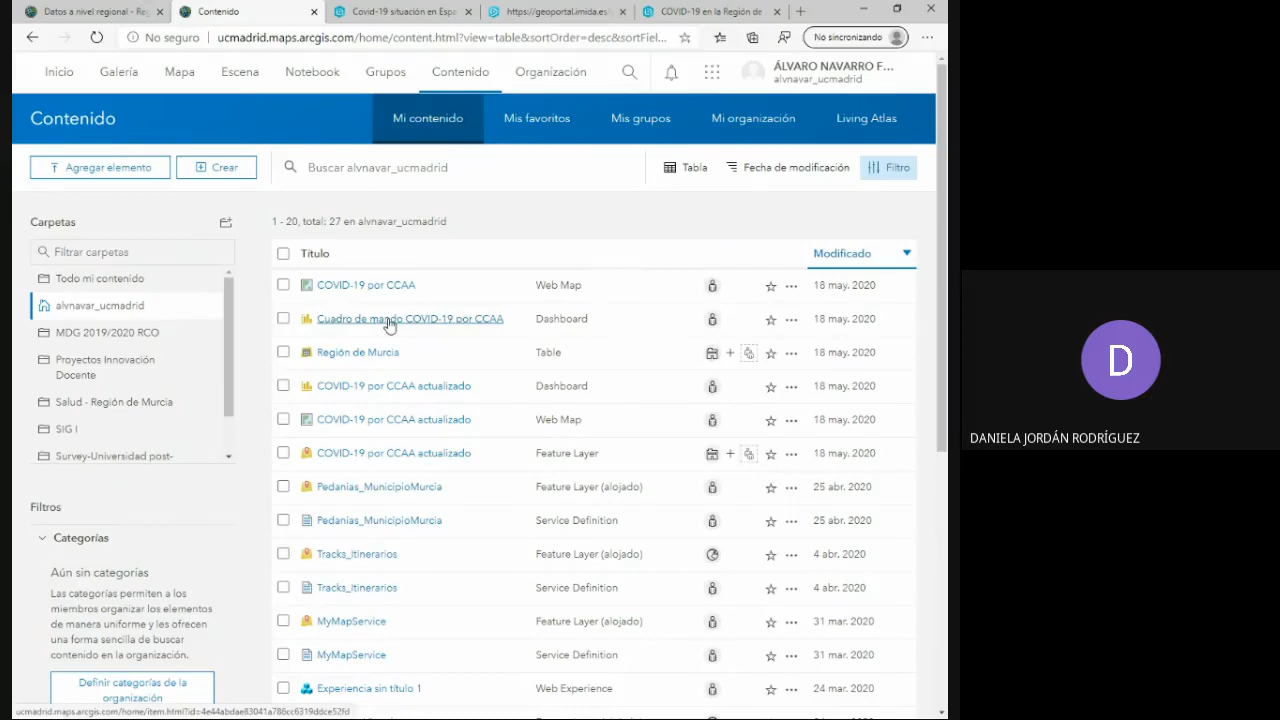 Datos a nivel regional - Re
Contenido
Covid-19 situación en Espa
https://geoportal.imida.es/
COVID-19 en la Región de
No seguro
ucmadrid.maps.arcgis.com/home/content.html?view=table&sortOrder=desc&sortFiel...
No sincronizando
Inicio
Galería
Mapa
Escena
Notebook
Grupos
Contenido
Organización
ÁLVARO NAVARRO F...
alvnavar_ucmadrid
Contenido
Mi contenido
Mis favoritos
Mis grupos
Mi organización
Living Atlas
Agregar elemento
Crear
Buscar alvnavar_ucmadrid
Tabla
Fecha de modificación
Filtro
Carpetas
Filtrar carpetas
Todo mi contenido
alvnavar_ucmadrid
MDG 2019/2020 RCO
Proyectos Innovación
Docente
Salud - Región de Murcia
SIG I
Survey-Universidad post-
Filtros
Categorías
Aún sin categorías
Las categorías permiten a los
miembros organizar los elementos
de manera uniforme y les ofrecen
una forma sencilla de buscar
contenido en la organización.
Definir categorías de la
organización
1 - 20, total: 27 en alvnavar_ucmadrid
Título Modificado
COVID-19 por CCAA Web Map 18 may. 2020
Cuadro de mando COVID-19 por CCAA Dashboard 18 may. 2020
Región de Murcia Table 18 may. 2020
COVID-19 por CCAA actualizado Dashboard 18 may. 2020
COVID-19 por CCAA actualizado Web Map 18 may. 2020
COVID-19 por CCAA actualizado Feature Layer 18 may. 2020
Pedanias_MunicipioMurcia Feature Layer (alojado) 25 abr. 2020
Pedanias_MunicipioMurcia Service Definition 25 abr. 2020
Tracks_Itinerarios Feature Layer (alojado) 4 abr. 2020
Tracks_Itinerarios Service Definition 4 abr. 2020
MyMapService Feature Layer (alojado) 31 mar. 2020
MyMapService Service Definition 31 mar. 2020
Experiencia sin título 1 Web Experience 24 mar. 2020
ucmadrid.maps.arcgis.com/home/item.html?id=4e44abdae83041a786cc6319ddce52fd
D
DANIELA JORDÁN RODRÍGUEZ